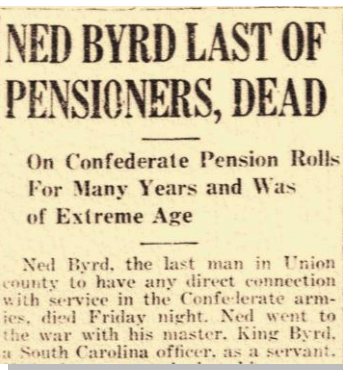 NED BYRD LAST OF
PENSIONERS, DEAD
On Confederate Pension Rolls
For Many Years and Was
of Extreme Age
Ned Byrd, the last man in Union
county to have any direct connection
with service in the Confederate arm-
ies, died Friday night. Ned went to
the war with his master, King Byrd,
a South Carolina officer, as a servant.